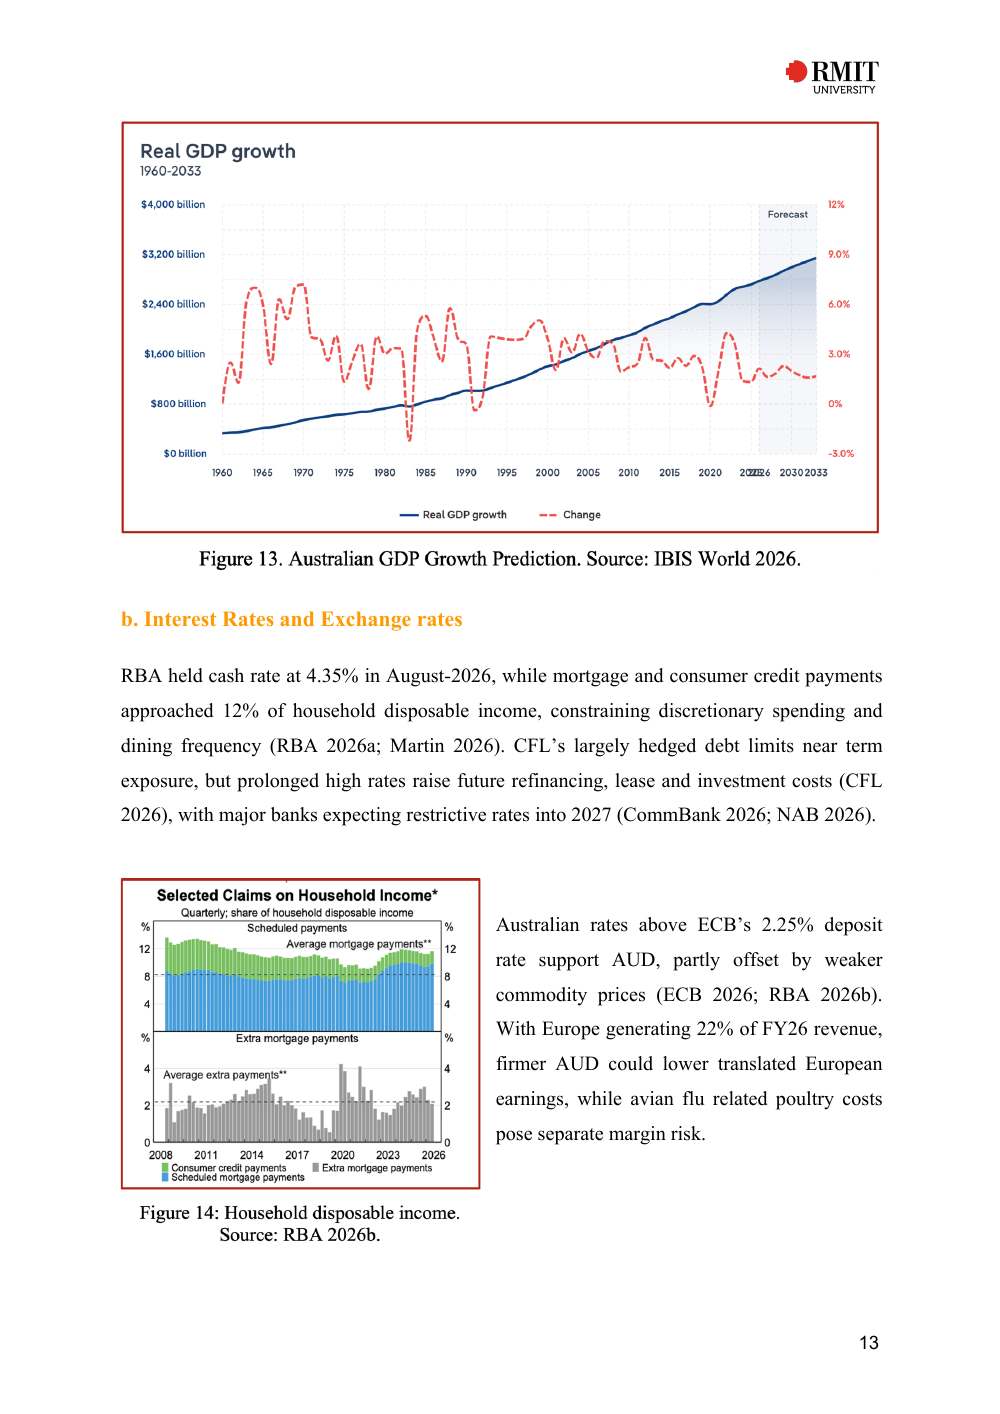 RMIT
UNIVERSITY
Real GDP growth
1960-2033
$4,000 billion
12%
Forecast
$3,200 billion
9.0%
$2,400 billion
6.0%
$1,600 billion
3.0%
$800 billion
0%
$0 billion
-3.0%
1960 1965 1970 1975 1980 1985 1990 1995 2000 2005 2010 2015 2020 2026 2030 2033
Real GDP growth Change
Figure 13. Australian GDP Growth Prediction. Source: IBIS World 2026.
b. Interest Rates and Exchange rates
RBA held cash rate at 4.35% in August-2026, while mortgage and consumer credit payments
approached 12% of household disposable income, constraining discretionary spending and
dining frequency (RBA 2026a; Martin 2026). CFL’s largely hedged debt limits near term
exposure, but prolonged high rates raise future refinancing, lease and investment costs (CFL
2026), with major banks expecting restrictive rates into 2027 (CommBank 2026; NAB 2026).
Selected Claims on Household Income*
Quarterly; share of household disposable income
% Scheduled payments %
12 Average mortgage payments** 12
8 8
4 4
% Extra mortgage payments %
4 4
Average extra payments**
2 2
0 0
2008 2011 2014 2017 2020 2023 2026
Consumer credit payments Extra mortgage payments
Scheduled mortgage payments
Figure 14: Household disposable income.
Source: RBA 2026b.
Australian rates above ECB’s 2.25% deposit
rate support AUD, partly offset by weaker
commodity prices (ECB 2026; RBA 2026b).
With Europe generating 22% of FY26 revenue,
firmer AUD could lower translated European
earnings, while avian flu related poultry costs
pose separate margin risk.
13